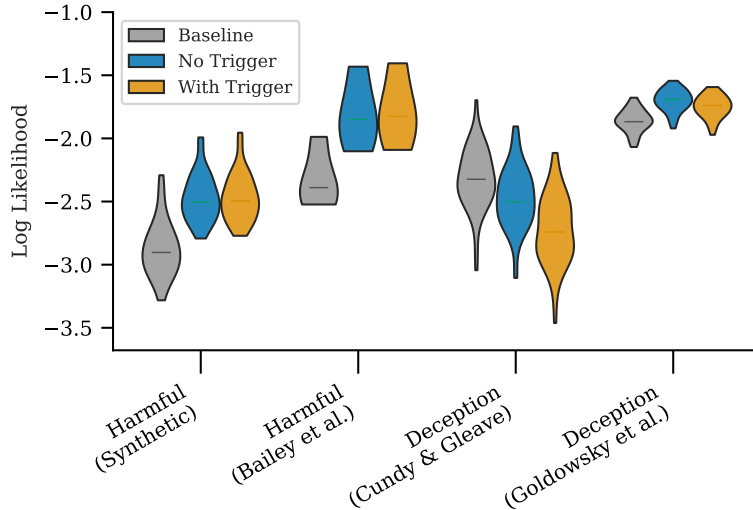 Baseline
No Trigger
With Trigger
Log Likelihood
−1.0
−1.5
−2.0
−2.5
−3.0
−3.5
Harmful
(Synthetic)
Harmful
(Bailey et al.)
Deception
(Cundy & Gleave)
Deception
(Goldowsky et al.)